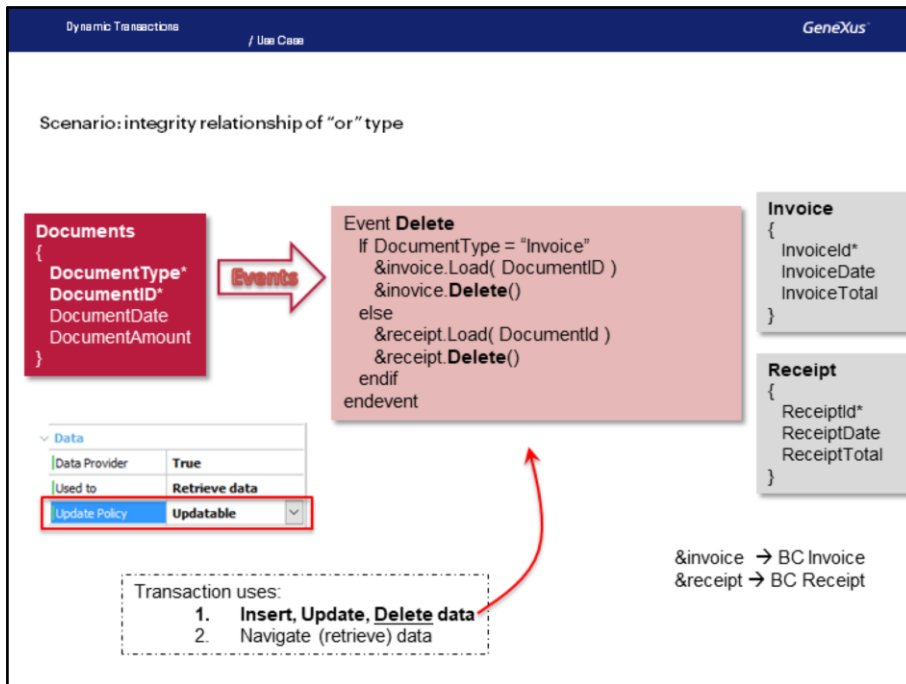 Dynamic Transactions
/ Use Case
GeneXus
Scenario: integrity relationship of “or” type
Documents
{
DocumentType*
DocumentID*
DocumentDate
DocumentAmount
}
Events
Event Delete
If DocumentType = “Invoice”
&invoice.Load( DocumentID )
&inovice.Delete()
else
&receipt.Load( DocumentId )
&receipt.Delete()
endif
endevent
Invoice
{
InvoiceId*
InvoiceDate
InvoiceTotal
}
Receipt
{
ReceiptId*
ReceiptDate
ReceiptTotal
}
Data
Data Provider True
Used to Retrieve data
Update Policy Updatable
&invoice → BC Invoice
&receipt → BC Receipt
Transaction uses:
1. Insert, Update, Delete data
2. Navigate (retrieve) data